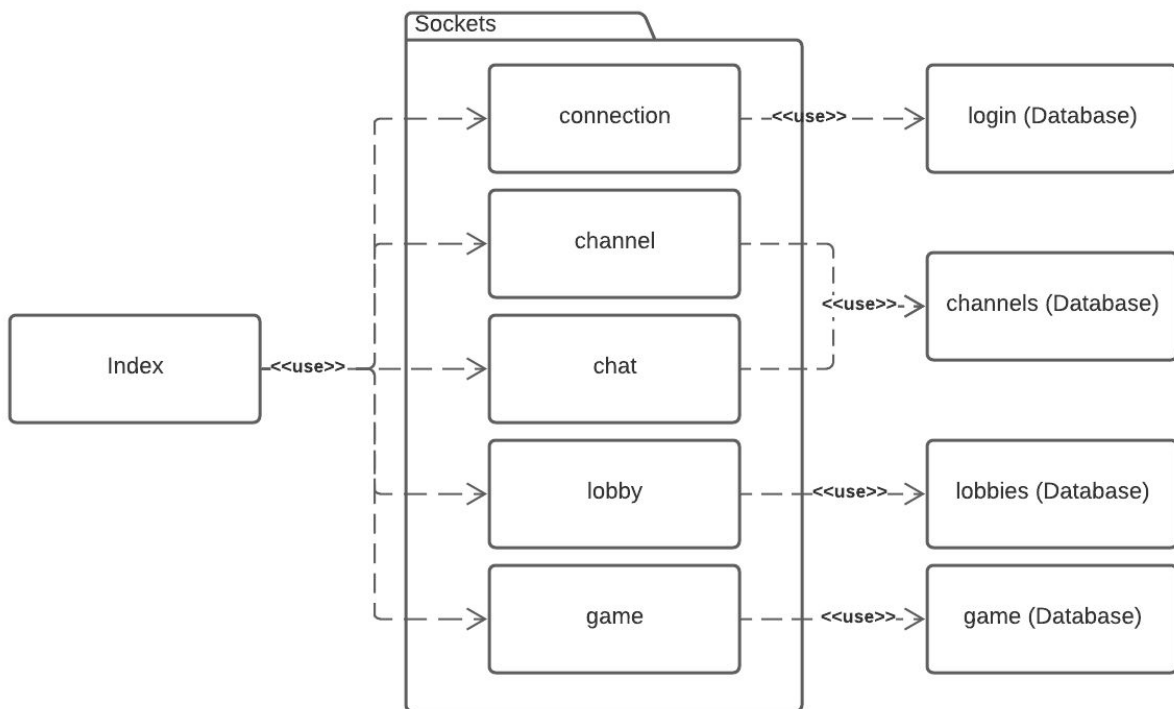 Sockets
connection
<<use>>
login (Database)
channel
<<use>>
channels (Database)
Index
<<use>>
chat
lobby
<<use>>
lobbies (Database)
game
<<use>>
game (Database)